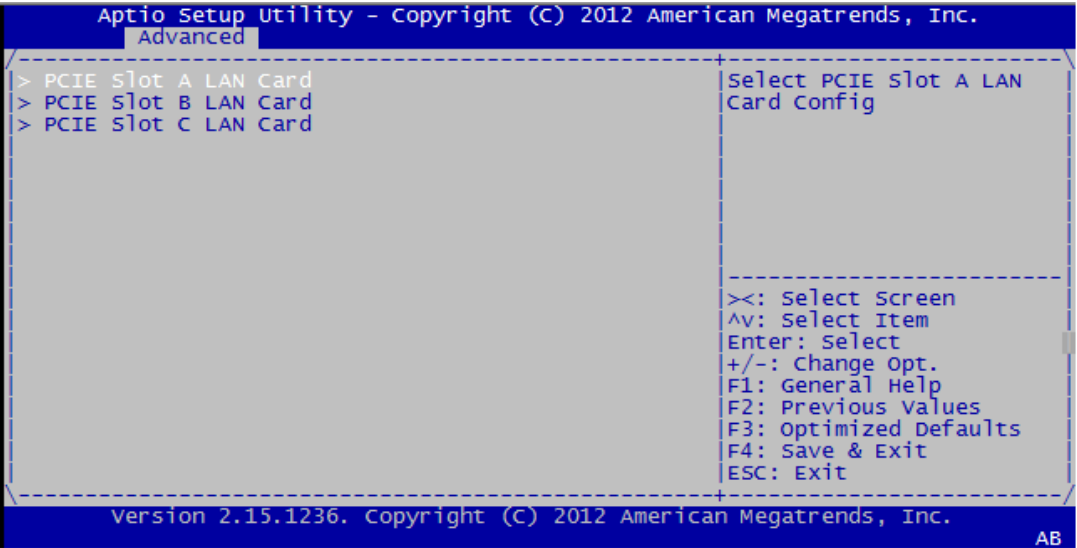 Aptio Setup Utility - Copyright (C) 2012 American Megatrends, Inc.
Advanced
> PCIE Slot A LAN Card
> PCIE Slot B LAN Card
> PCIE Slot C LAN Card
Select PCIE Slot A LAN
Card Config
><: Select Screen
^v: Select Item
Enter: Select
+/-: Change Opt.
F1: General Help
F2: Previous Values
F3: Optimized Defaults
F4: Save & Exit
ESC: Exit
Version 2.15.1236. Copyright (C) 2012 American Megatrends, Inc.
AB